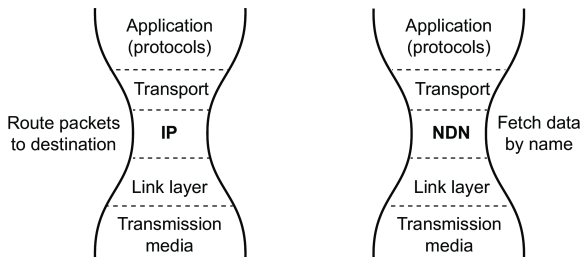 Application
(protocols)
Transport
Route packets
to destination
IP
Link layer
Transmission
media
Application
(protocols)
Transport
NDN
Fetch data
by name
Link layer
Transmission
media